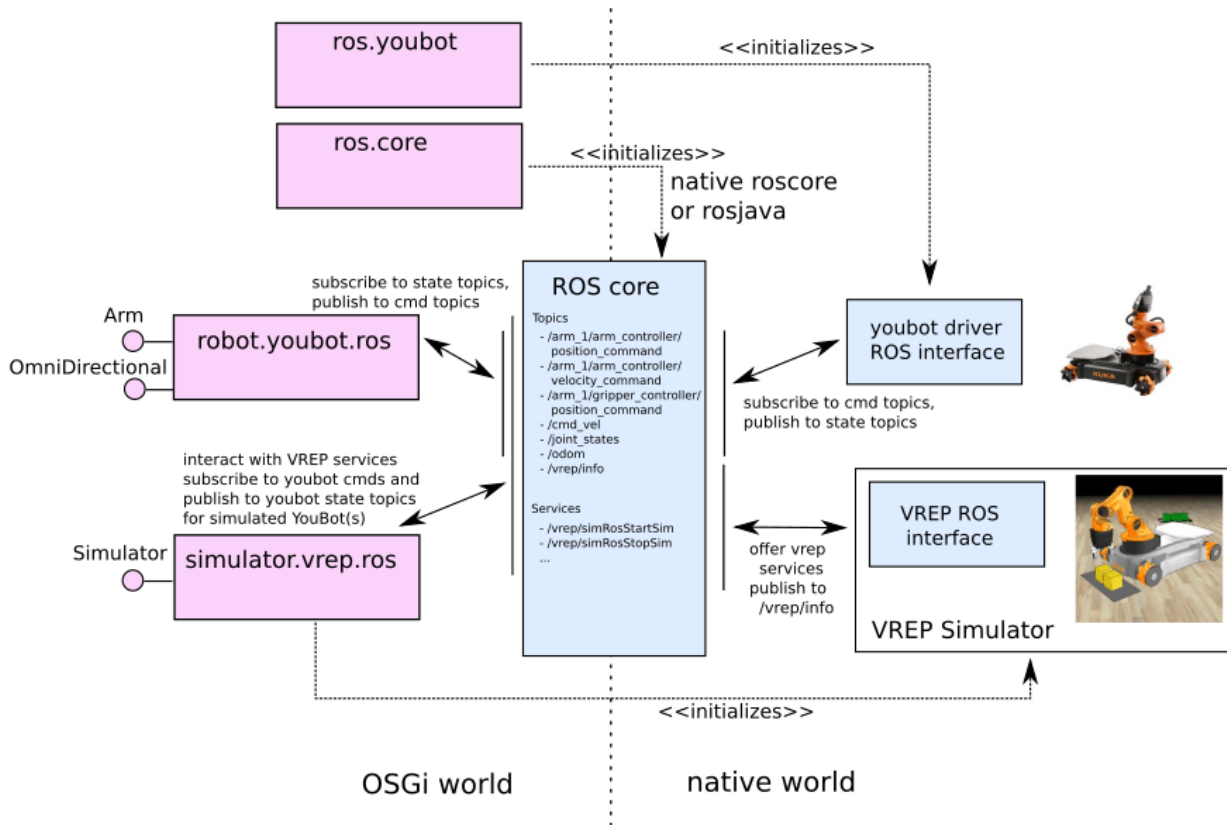 ros.youbot
<<initializes>>
ros.core
<<initializes>>
native roscore
or rosjava
subscribe to state topics,
publish to cmd topics
Arm
OmniDirectional
robot.youbot.ros
ROS core
Topics
- /arm_1/arm_controller/
position_command
- /arm_1/arm_controller/
velocity_command
- /arm_1/gripper_controller/
position_command
- /cmd_vel
- /joint_states
- /odom
- /vrep/info
Services
- /vrep/simRosStartSim
- /vrep/simRosStopSim
...
youbot driver
ROS interface
KUKA
subscribe to cmd topics,
publish to state topics
interact with VREP services
subscribe to youbot cmds and
publish to youbot state topics
for simulated YouBot(s)
Simulator
simulator.vrep.ros
offer vrep
services
publish to
/vrep/info
VREP ROS
interface
VREP Simulator
<<initializes>>
OSGi world
native world